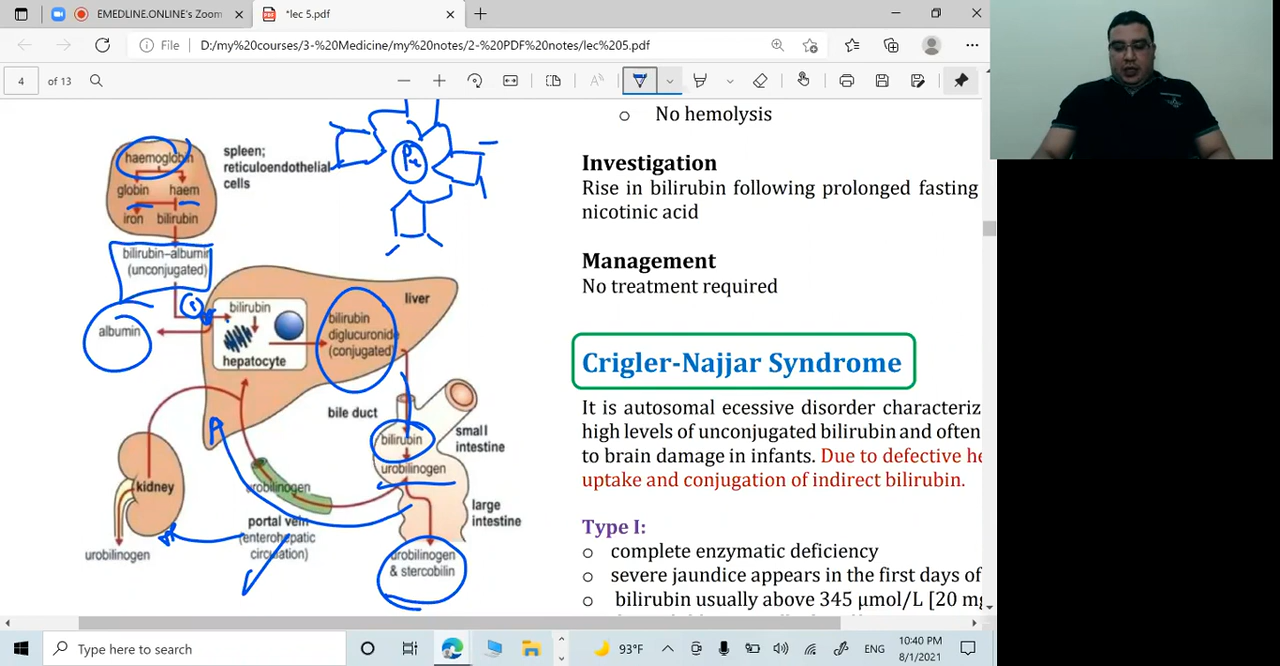 EMEDLINE.ONLINE's Zoom
*lec 5.pdf
File
D:/my%20courses/3-%20Medicine/my%20notes/2-%20PDF%20notes/lec%205.pdf
4
of 13
haemoglobin
globin haem
iron bilirubin
spleen;
reticuloendothelial
cells
Fe
bilirubin–albumin
(unconjugated)
albumin
1
bilirubin
hepatocyte
liver
bilirubin
diglucuronide
(conjugated)
bile duct
bilirubin
urobilinogen
small
intestine
kidney
urobilinogen
urobilinogen
portal vein
(enterohepatic
circulation)
large
intestine
urobilinogen
& stercobilin
No hemolysis
Investigation
Rise in bilirubin following prolonged fasting
nicotinic acid
Management
No treatment required
Crigler-Najjar Syndrome
It is autosomal ecessive disorder characteriz
high levels of unconjugated bilirubin and often
to brain damage in infants. Due to defective he
uptake and conjugation of indirect bilirubin.
Type I:
o complete enzymatic deficiency
o severe jaundice appears in the first days of
o bilirubin usually above 345 µmol/L [20 mg
Type here to search
93°F
ENG
10:40 PM
8/1/2021